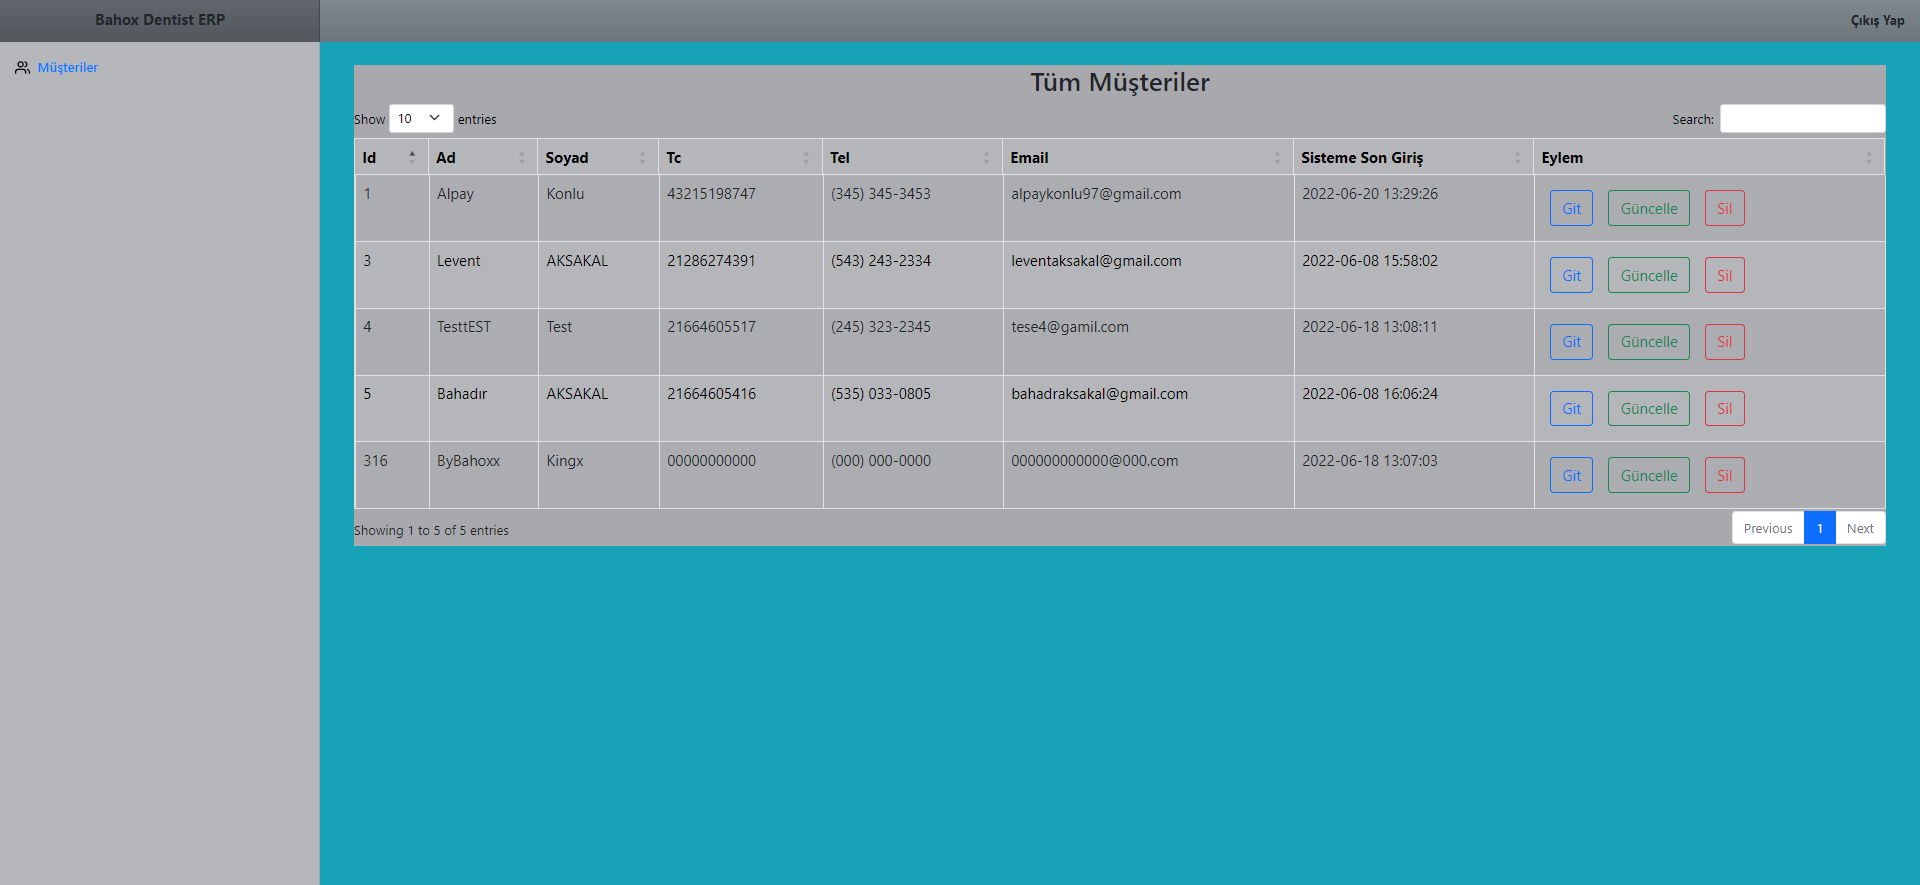 Bahox Dentist ERP
Çıkış Yap
Müşteriler
Tüm Müşteriler
Show 10 entries
Search:
Id Ad Soyad Tc Tel Email Sisteme Son Giriş Eylem
1 Alpay Konlu 43215198747 (345) 345-3453 alpaykonlu97@gmail.com 2022-06-20 13:29:26 Git Güncelle Sil
3 Levent AKSAKAL 21286274391 (543) 243-2334 leventaksakal@gmail.com 2022-06-08 15:58:02 Git Güncelle Sil
4 TesttEST Test 21664605517 (245) 323-2345 tese4@gamil.com 2022-06-18 13:08:11 Git Güncelle Sil
5 Bahadır AKSAKAL 21664605416 (535) 033-0805 bahadraksakal@gmail.com 2022-06-08 16:06:24 Git Güncelle Sil
316 ByBahoxx Kingx 00000000000 (000) 000-0000 000000000000@000.com 2022-06-18 13:07:03 Git Güncelle Sil
Showing 1 to 5 of 5 entries
Previous 1 Next